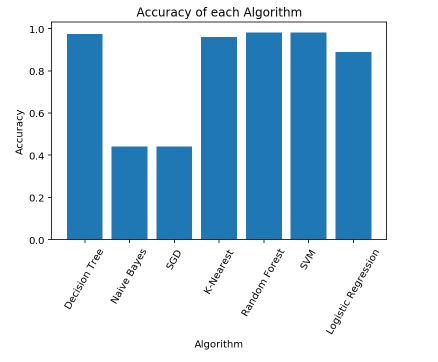 Accuracy of each Algorithm
1.0
0.8
0.6
0.4
0.2
0.0
Accuracy
Decision Tree
Naive Bayes
SGD
K-Nearest
Random Forest
SVM
Logistic Regression
Algorithm